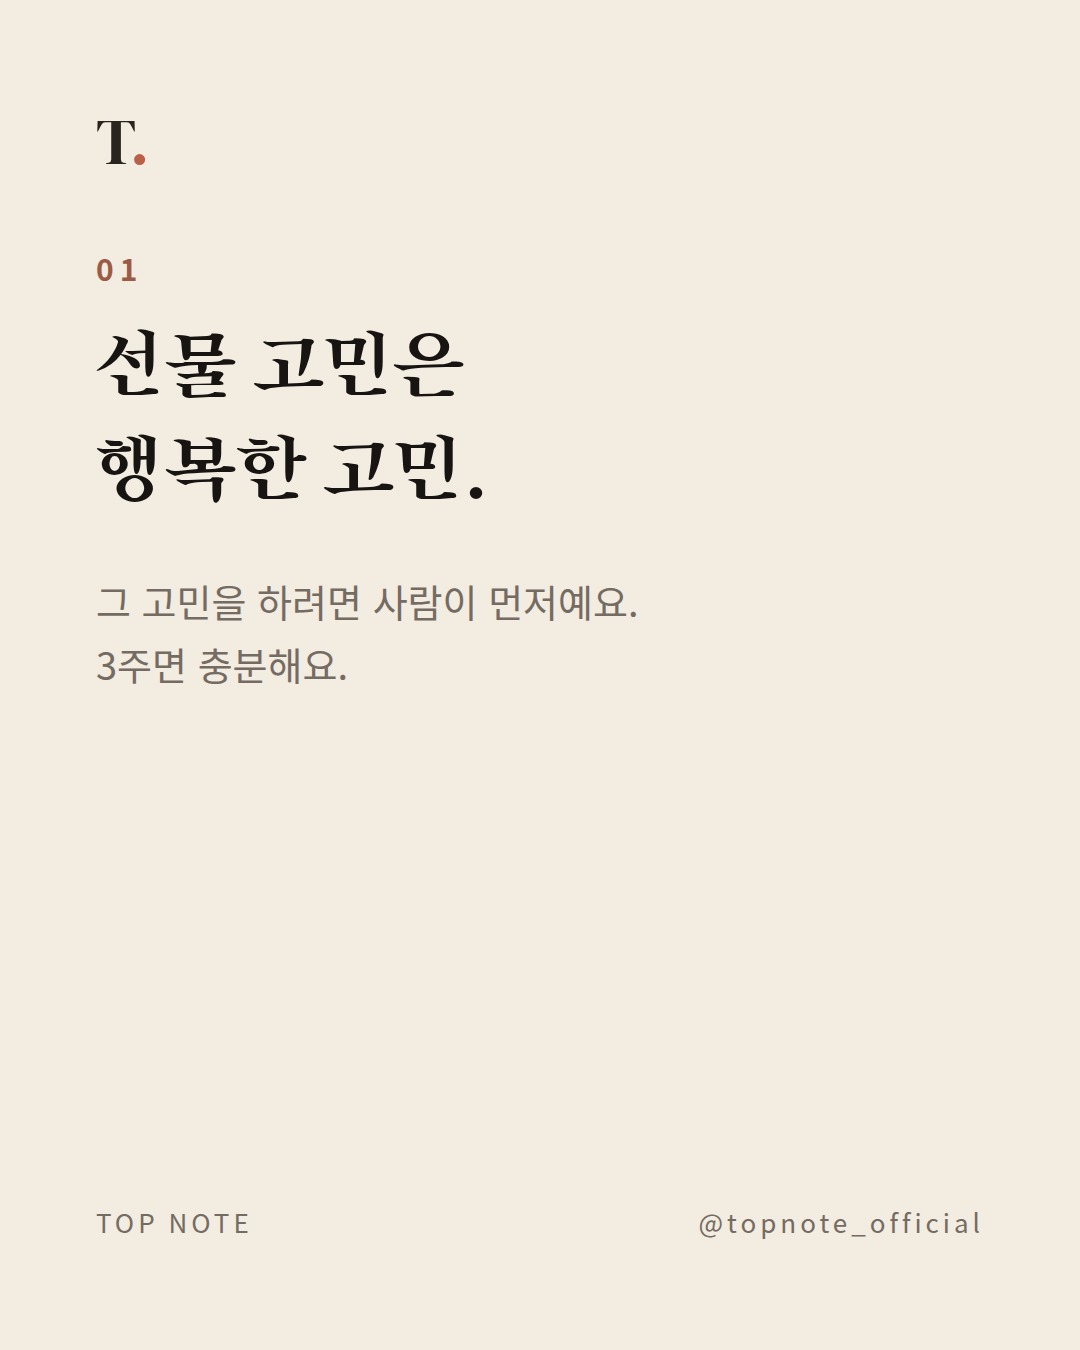 T.
01
선물 고민은
행복한 고민.
그 고민을 하려면 사람이 먼저예요.
3주면 충분해요.
TOP NOTE
@topnote_official